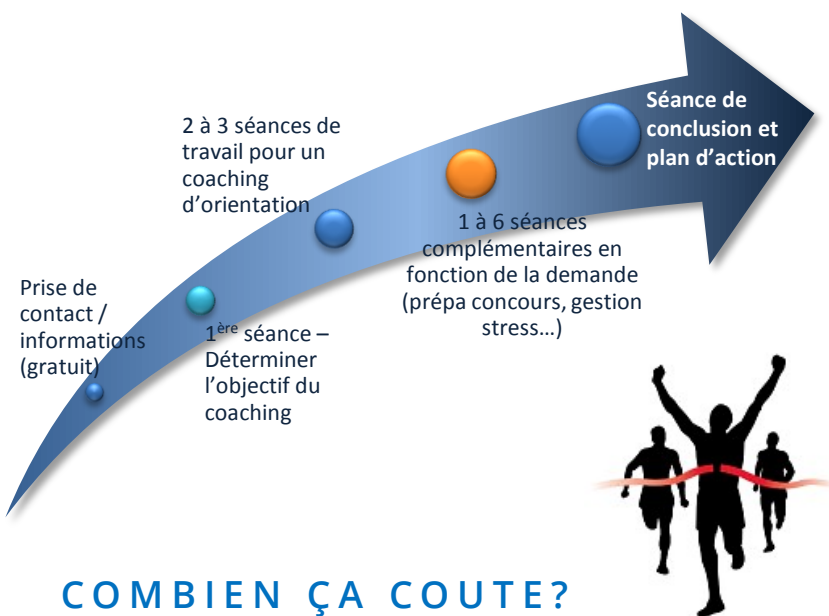 Prise de
contact /
informations
(gratuit)
1ère séance –
Déterminer
l'objectif du
coaching
2 à 3 séances de
travail pour un
coaching
d'orientation
1 à 6 séances
complémentaires en
fonction de la demande
(prépa concours, gestion
stress…)
Séance de
conclusion et
plan d'action
COMBIEN ÇA COUTE?